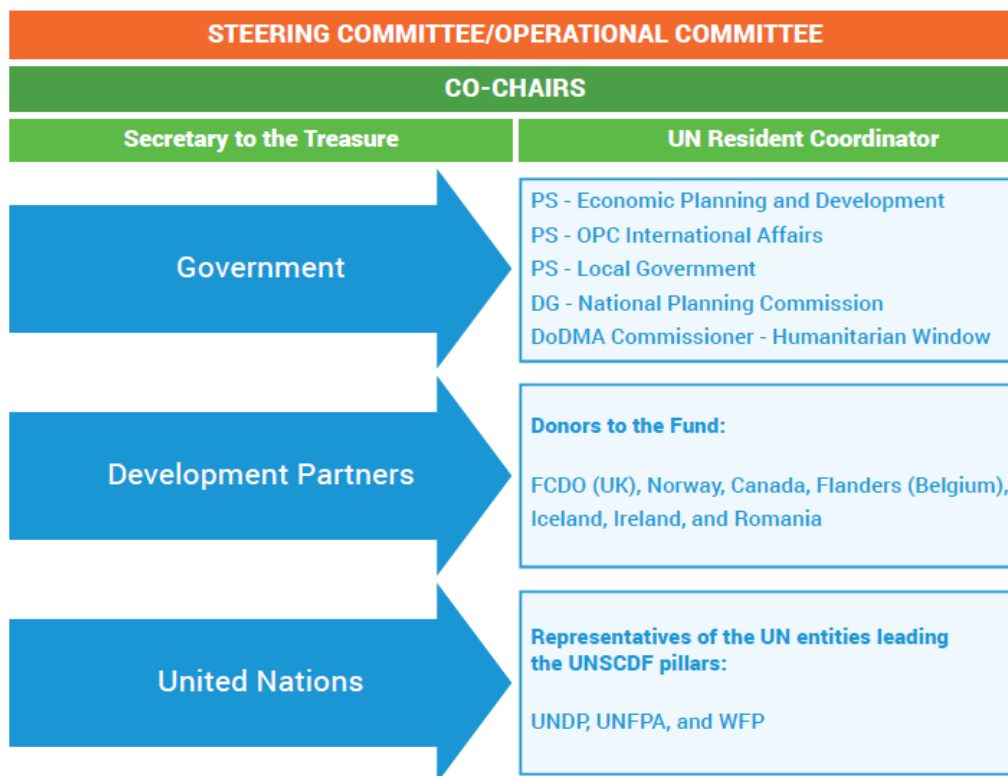 STEERING COMMITTEE/OPERATIONAL COMMITTEE
CO-CHAIRS
Secretary to the Treasure
UN Resident Coordinator
Government
PS - Economic Planning and Development
PS - OPC International Affairs
PS - Local Government
DG - National Planning Commission
DoDMA Commissioner - Humanitarian Window
Development Partners
Donors to the Fund:
FCDO (UK), Norway, Canada, Flanders (Belgium),
Iceland, Ireland, and Romania
United Nations
Representatives of the UN entities leading
the UNSCDF pillars:
UNDP, UNFPA, and WFP